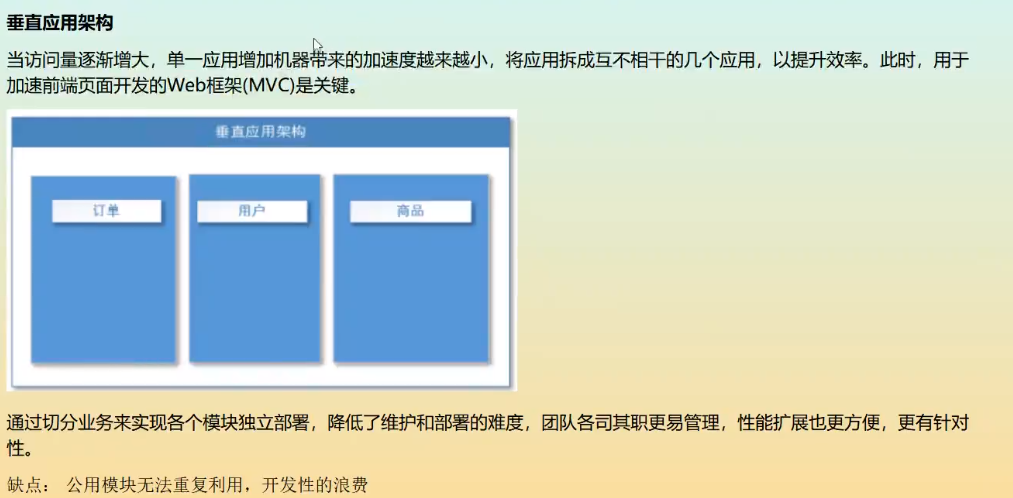 垂直应用架构
当访问量逐渐增大，单一应用增加机器带来的加速度越来越小，将应用拆成互不相干的几个应用，以提升效率。此时，用于
加速前端页面开发的Web框架(MVC)是关键。
垂直应用架构
订单 用户 商品
通过切分业务来实现各个模块独立部署，降低了维护和部署的难度，团队各司其职更易管理，性能扩展也更方便，更有针对
性。
缺点： 公用模块无法重复利用，开发性的浪费